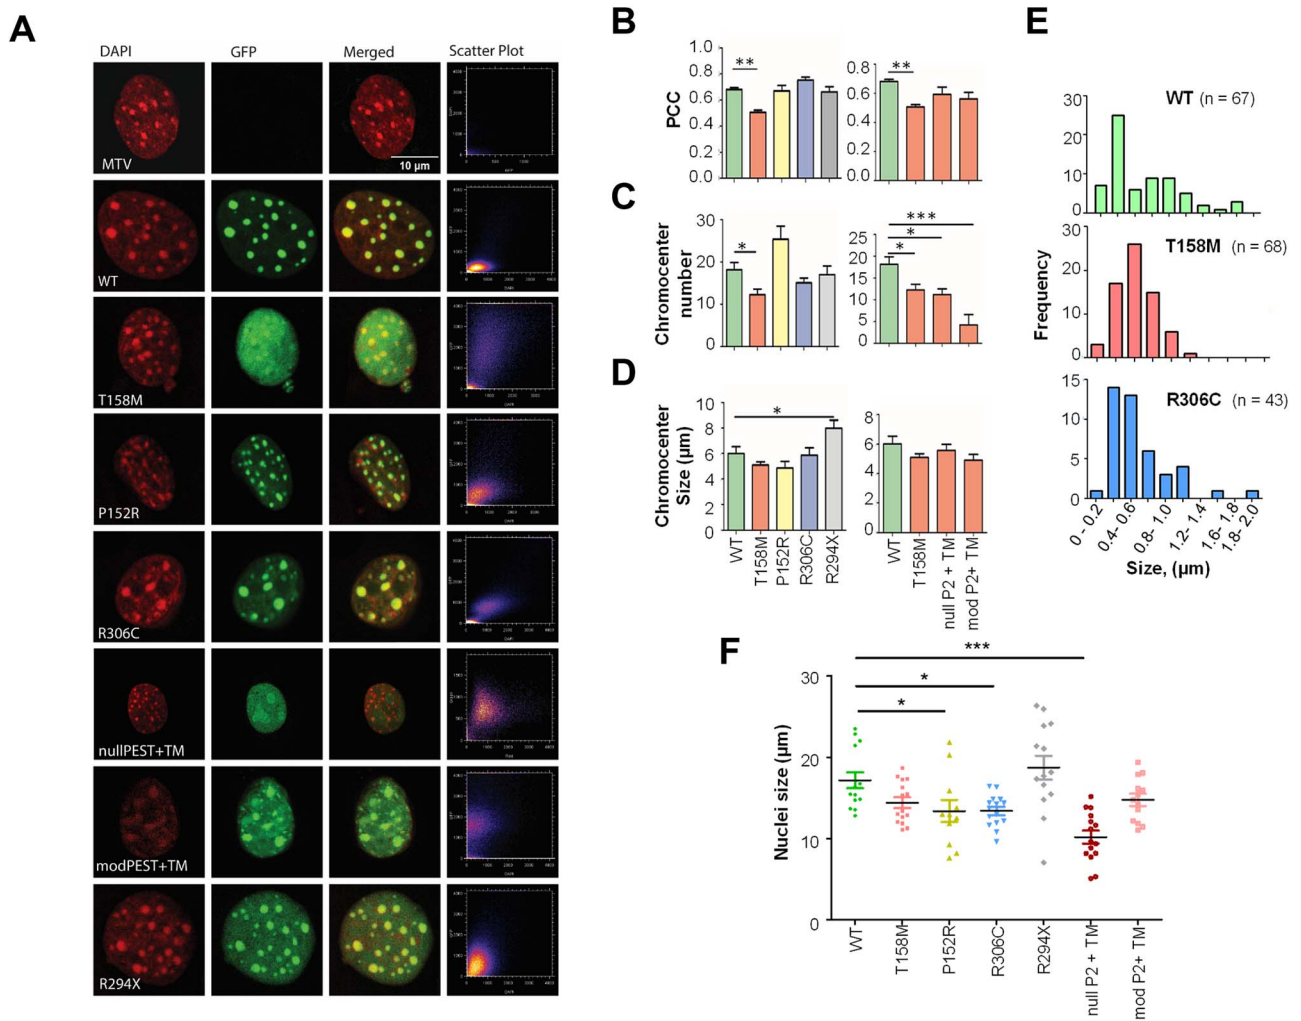 A
DAPI GFP Merged Scatter Plot
MTV
10 µm
WT
T158M
P152R
R306C
nullPEST+TM
modPEST+TM
R294X
B
PCC
1.0
0.8
0.6
0.4
0.2
0.0
**
0.8
0.6
0.4
0.2
0.0
**
C
Chromocenter
number
30
20
10
0
*
25
20
15
10
5
0
***
*
*
D
Chromocenter
Size (µm)
10
8
6
4
2
0
*
WT
T158M
P152R
R306C
R294X
8
6
4
2
0
WT
T158M
null P2 + TM
mod P2+ TM
E
Frequency
WT (n = 67)
30
20
10
0
T158M (n = 68)
30
20
10
0
R306C (n = 43)
15
10
5
0
0 - 0.2
0.4- 0.6
0.8- 1.0
1.2- 1.4
1.6- 1.8
1.8- 2.0
Size, (µm)
F
Nuclei size (µm)
30
20
10
0
***
*
*
WT
T158M
P152R
R306C
R294X
null P2 + TM
mod P2+ TM